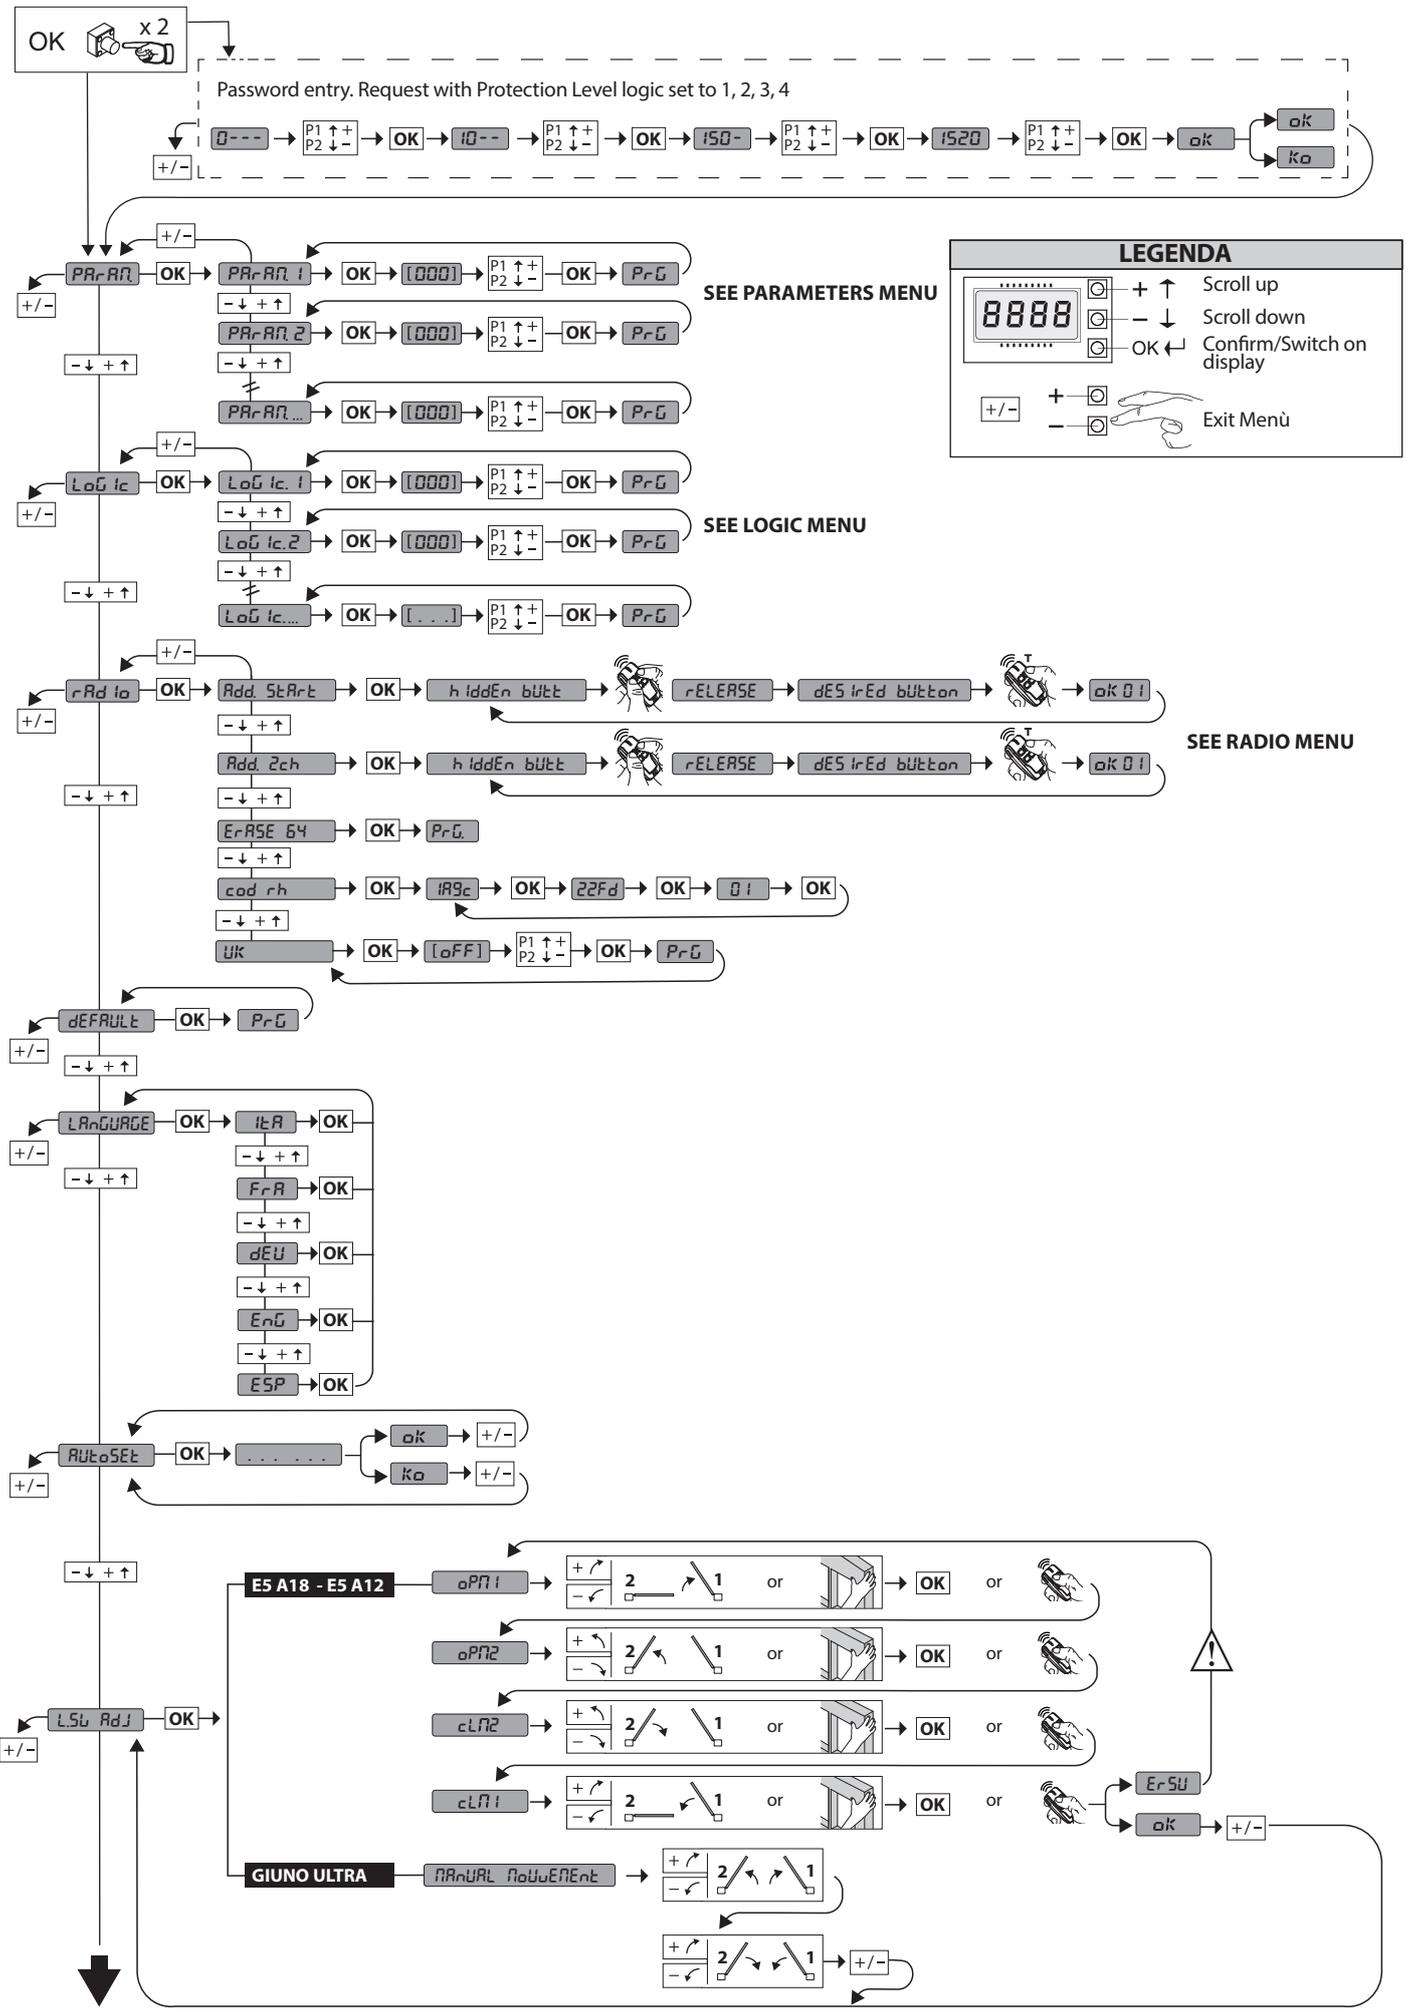 OK x 2
Password entry. Request with Protection Level logic set to 1, 2, 3, 4
+/-
0--- P1 ↑ + P2 ↓ - OK 10-- P1 ↑ + P2 ↓ - OK 150- P1 ↑ + P2 ↓ - OK 1520 P1 ↑ + P2 ↓ - OK oK
oK
Ko
+/-
PArAM. OK PArAM. 1 OK [000] P1 ↑ + P2 ↓ - OK PrG
+/-
- ↓ + ↑
SEE PARAMETERS MENU
PArAM. 2 OK [000] P1 ↑ + P2 ↓ - OK PrG
- ↓ + ↑
- ↓ + ↑
PArAM. ... OK [000] P1 ↑ + P2 ↓ - OK PrG
LEGENDA
8888
+ ↑ Scroll up
- ↓ Scroll down
OK Confirm/Switch on
display
+/-
+
-
Exit Menù
+/-
LoGIc OK LoGIc. 1 OK [000] P1 ↑ + P2 ↓ - OK PrG
+/-
- ↓ + ↑
SEE LOGIC MENU
LoGIc.2 OK [000] P1 ↑ + P2 ↓ - OK PrG
- ↓ + ↑
- ↓ + ↑
LoGIc.... OK [. . .] P1 ↑ + P2 ↓ - OK PrG
+/-
rAdIo OK Add. StArt OK hIddEn bUtt rELEASE dESIrEd bUtton T oK 01
+/-
- ↓ + ↑
SEE RADIO MENU
Add. 2ch OK hIddEn bUtt rELEASE dESIrEd bUtton T oK 01
- ↓ + ↑
- ↓ + ↑
ErASE 64 OK PrG.
- ↓ + ↑
cod rh OK 1A9c OK 22Fd OK 01 OK
- ↓ + ↑
UK OK [oFF] P1 ↑ + P2 ↓ - OK PrG
dEFAULt OK PrG
+/-
- ↓ + ↑
LAnGUAGE OK ItA OK
+/-
- ↓ + ↑
- ↓ + ↑
FrA OK
- ↓ + ↑
dEU OK
- ↓ + ↑
EnG OK
- ↓ + ↑
ESP OK
AUtoSEt OK ... ...
oK +/-
Ko +/-
+/-
- ↓ + ↑
E5 A18 - E5 A12 oPM1 + - 2 1 or OK or
oPM2 + - 2 1 or OK or
!
L.SW AdJ OK
+/-
cLM2 + - 2 1 or OK or
cLM1 + - 2 1 or OK or
ErSW
oK +/-
GIUNO ULTRA MAnUAL MoVvEMEnt + - 2 1
+ - 2 1 +/-